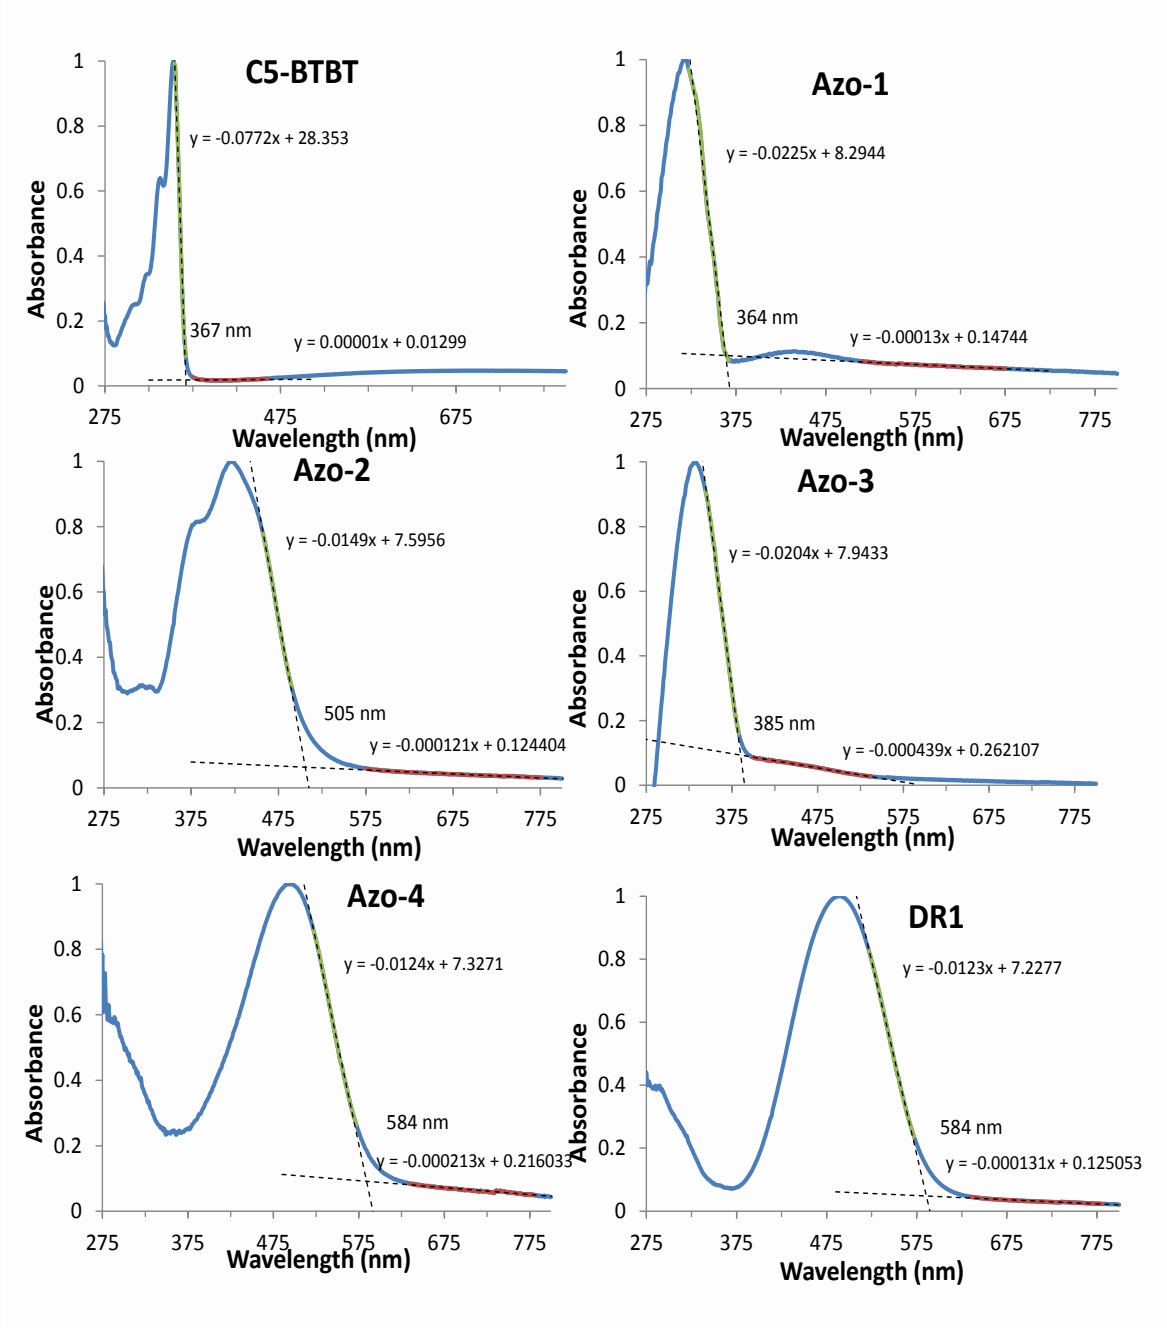 C5-BTBT
1
0.8
0.6
0.4
0.2
0
y = -0.0772x + 28.353
367 nm
y = 0.00001x + 0.01299
Absorbance
275
475
675
Wavelength (nm)
Azo-1
1
0.8
0.6
0.4
0.2
0
y = -0.0225x + 8.2944
364 nm
y = -0.00013x + 0.14744
Absorbance
275
375
475
575
675
775
Wavelength (nm)
Azo-2
1
0.8
0.6
0.4
0.2
0
y = -0.0149x + 7.5956
505 nm
y = -0.000121x + 0.124404
Absorbance
275
375
475
575
675
775
Wavelength (nm)
Azo-3
1
0.8
0.6
0.4
0.2
0
y = -0.0204x + 7.9433
385 nm
y = -0.000439x + 0.262107
Absorbance
275
375
475
575
675
775
Wavelength (nm)
Azo-4
1
0.8
0.6
0.4
0.2
0
y = -0.0124x + 7.3271
584 nm
y = -0.000213x + 0.216033
Absorbance
275
375
475
575
675
775
Wavelength (nm)
DR1
1
0.8
0.6
0.4
0.2
0
y = -0.0123x + 7.2277
584 nm
y = -0.000131x + 0.125053
Absorbance
275
375
475
575
675
775
Wavelength (nm)